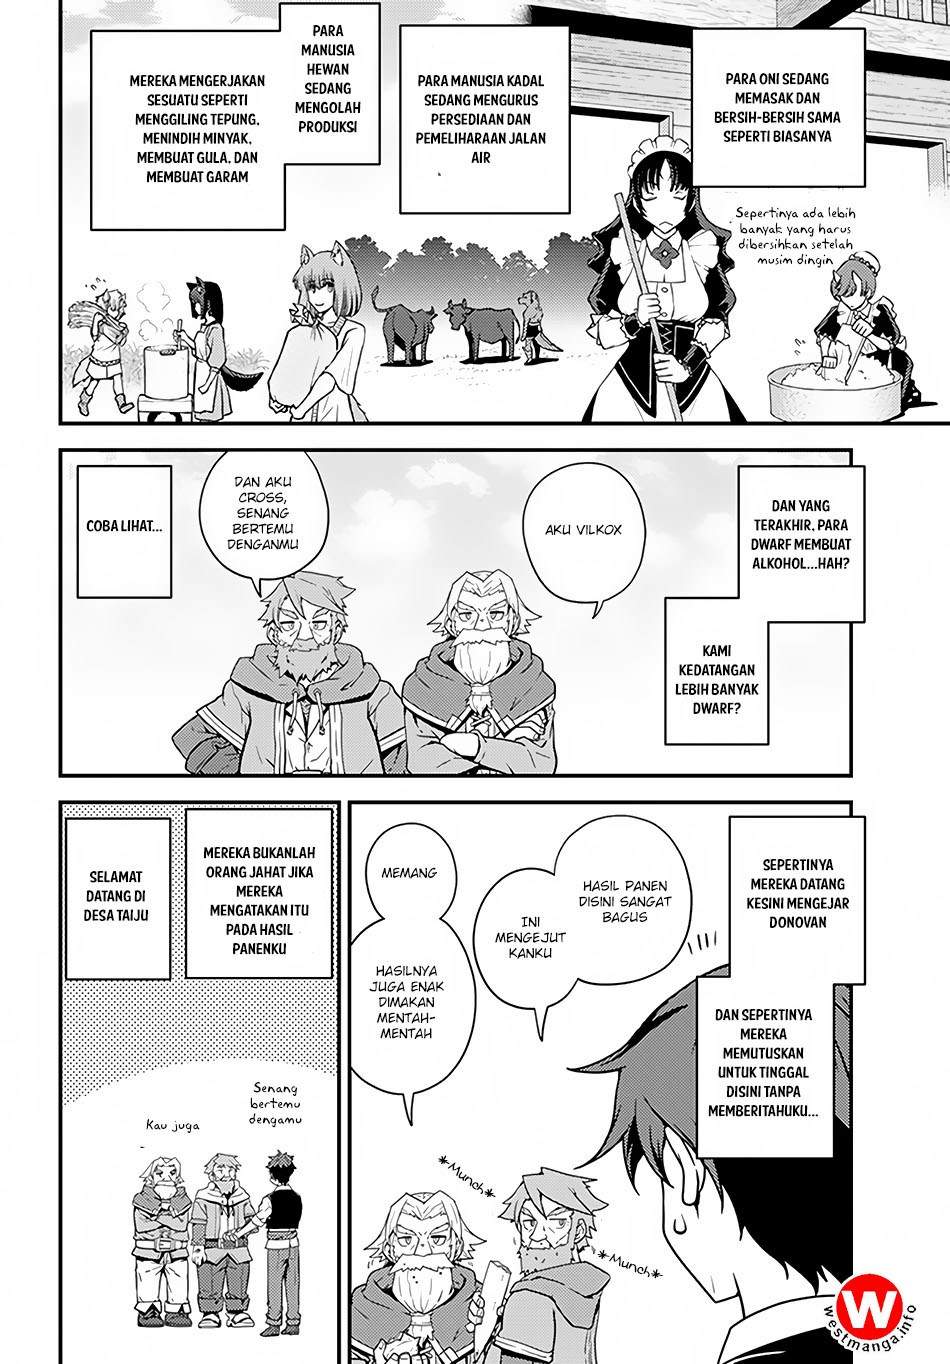 PARA ONI SEDANG
MEMASAK DAN
BERSIH-BERSIH SAMA
SEPERTI BIASANYA
Sepertinya ada lebih
banyak yang harus
dibersihkan setelah
musim dingin
PARA MANUSIA KADAL
SEDANG MENGURUS
PERSEDIAAN DAN
PEMELIHARAAN JALAN
AIR
PARA
MANUSIA
HEWAN
SEDANG
MENGOLAH
PRODUKSI
MEREKA MENGERJAKAN
SESUATU SEPERTI
MENGGILING TEPUNG,
MENINDIH MINYAK,
MEMBUAT GULA, DAN
MEMBUAT GARAM
DAN YANG
TERAKHIR, PARA
DWARF MEMBUAT
ALKOHOL...HAH?
KAMI
KEDATANGAN
LEBIH BANYAK
DWARF?
AKU VILKOX
DAN AKU
CROSS,
SENANG
BERTEMU
DENGANMU
COBA LIHAT...
SEPERTINYA
MEREKA DATANG
KESINI MENGEJAR
DONOVAN
DAN SEPERTINYA
MEREKA
MEMUTUSKAN
UNTUK TINGGAL
DISINI TANPA
MEMBERITAHUKU...
HASIL PANEN
DISINI SANGAT
BAGUS
INI
MENGEJUT
KANKU
MEMANG
HASILNYA
JUGA ENAK
DIMAKAN
MENTAH-
MENTAH
*Munch*
*Munch*
MEREKA BUKANLAH
ORANG JAHAT JIKA
MEREKA
MENGATAKAN ITU
PADA HASIL
PANENKU
SELAMAT
DATANG DI
DESA TAIJU
Senang
bertemu
dengamu
Kau juga
W
westmanga.info